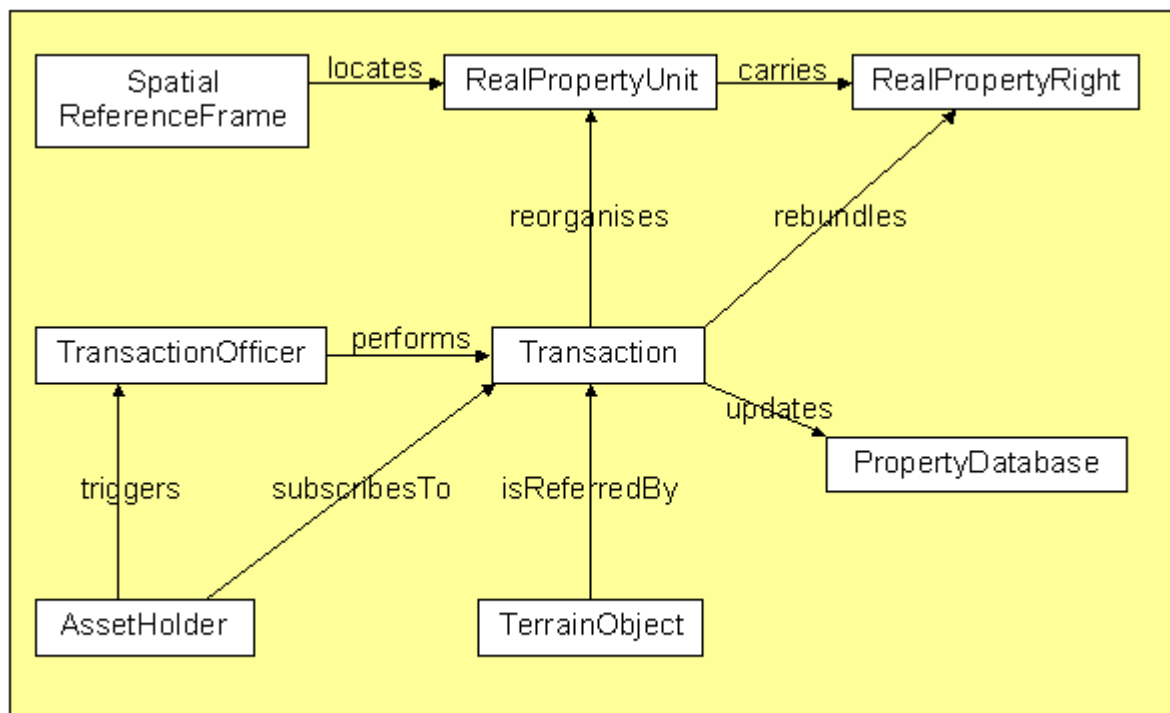 locates
carries
Spatial
ReferenceFrame
RealPropertyUnit
RealPropertyRight
reorganises
rebundles
TransactionOfficer
performs
Transaction
updates
PropertyDatabase
triggers
subscribesTo
isReferredBy
AssetHolder
TerrainObject